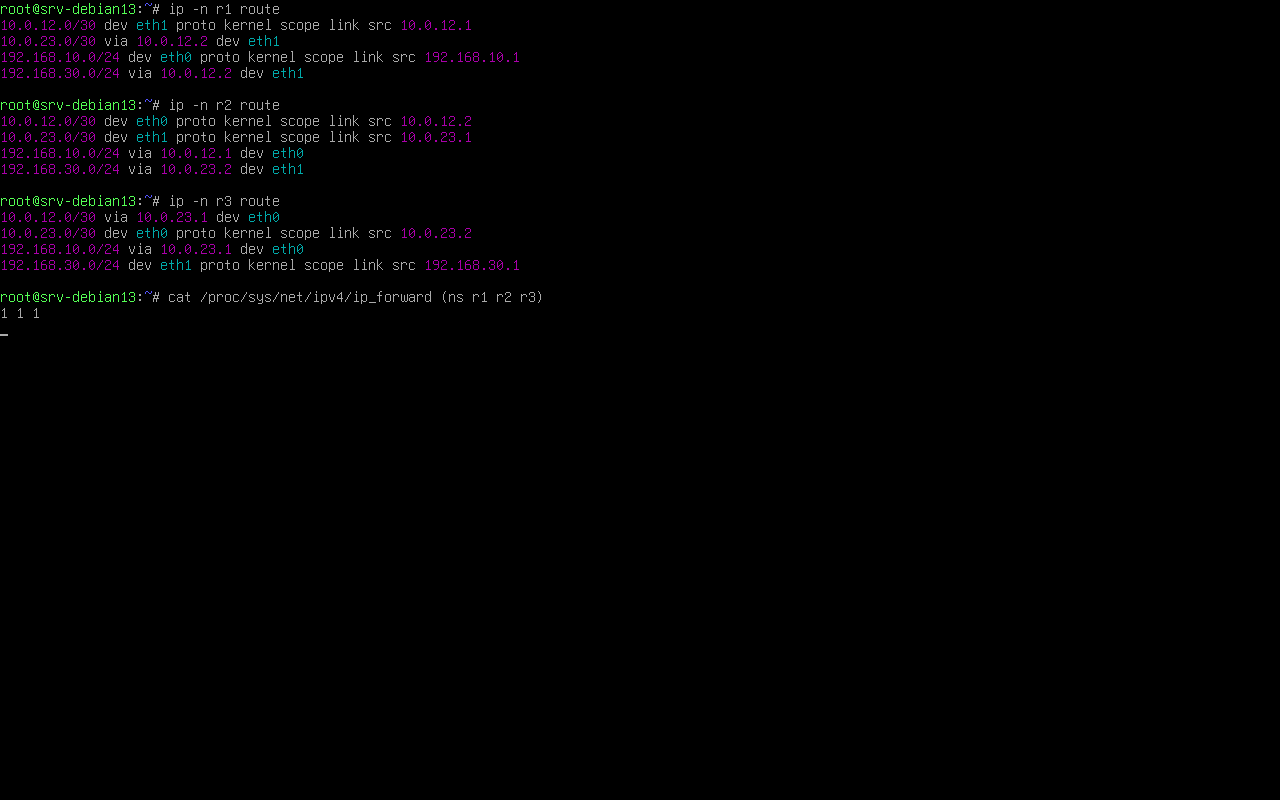 root@srv-debian13:~# ip -n r1 route
10.0.12.0/30 dev eth1 proto kernel scope link src 10.0.12.1
10.0.23.0/30 via 10.0.12.2 dev eth1
192.168.10.0/24 dev eth0 proto kernel scope link src 192.168.10.1
192.168.30.0/24 via 10.0.12.2 dev eth1
root@srv-debian13:~# ip -n r2 route
10.0.12.0/30 dev eth0 proto kernel scope link src 10.0.12.2
10.0.23.0/30 dev eth1 proto kernel scope link src 10.0.23.1
192.168.10.0/24 via 10.0.12.1 dev eth0
192.168.30.0/24 via 10.0.23.2 dev eth1
root@srv-debian13:~# ip -n r3 route
10.0.12.0/30 via 10.0.23.1 dev eth0
10.0.23.0/30 dev eth0 proto kernel scope link src 10.0.23.2
192.168.10.0/24 via 10.0.23.1 dev eth0
192.168.30.0/24 dev eth1 proto kernel scope link src 192.168.30.1
root@srv-debian13:~# cat /proc/sys/net/ipv4/ip_forward (ns r1 r2 r3)
1 1 1